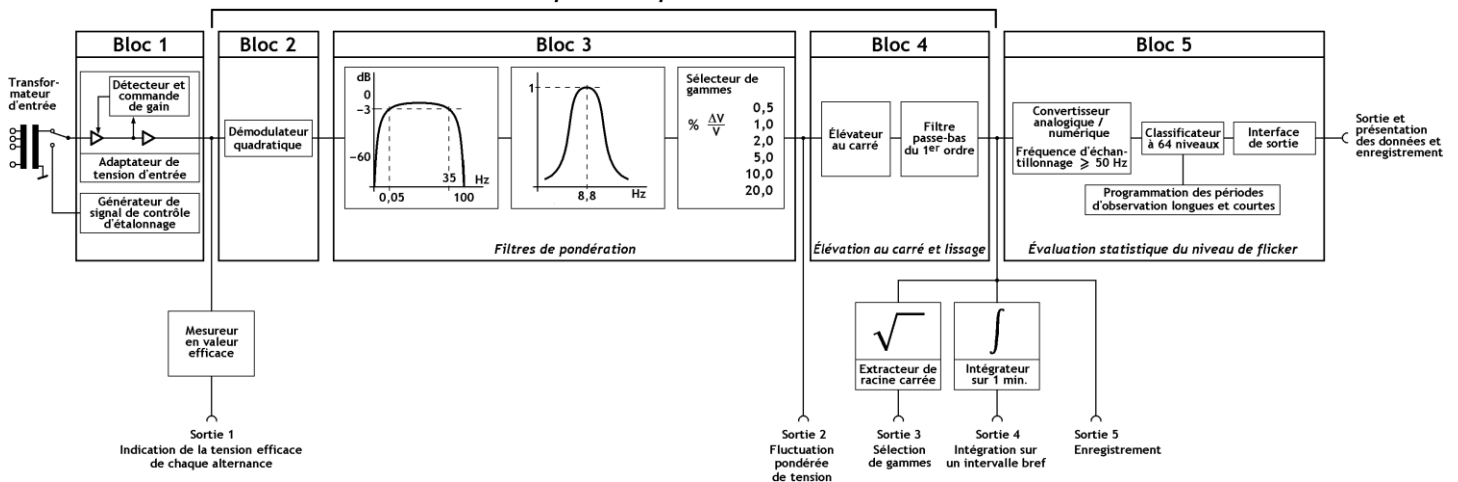 Bloc 1
Bloc 2
Bloc 3
Bloc 4
Bloc 5
Transfor-
mateur
d'entrée
Détecteur et
commande
de gain
Adaptateur de
tension d'entrée
Générateur de
signal de contrôle
d'étalonnage
Démodulateur
quadratique
dB
0
−3
−60
0,05
35
100
Hz
1
8,8
Hz
Sélecteur de
gammes
% ΔV
V
0,5
1,0
2,0
5,0
10,0
20,0
Filtres de pondération
Élévateur
au carré
Filtre
passe-bas
du 1er ordre
Élévation au carré et lissage
Convertisseur
analogique /
numérique
Fréquence d'échan-
tillonnage ⩾ 50 Hz
Classificateur
à 64 niveaux
Interface
de sortie
Programmation des périodes
d'observation longues et courtes
Évaluation statistique du niveau de flicker
Sortie et
présentation
des données et
enregistrement
Mesureur
en valeur
efficace
Sortie 1
Indication de la tension efficace
de chaque alternance
Extracteur de
racine carrée
∫
Intégrateur
sur 1 min.
Sortie 2
Fluctuation
pondérée
de tension
Sortie 3
Sélection
de gammes
Sortie 4
Intégration sur
un intervalle bref
Sortie 5
Enregistrement